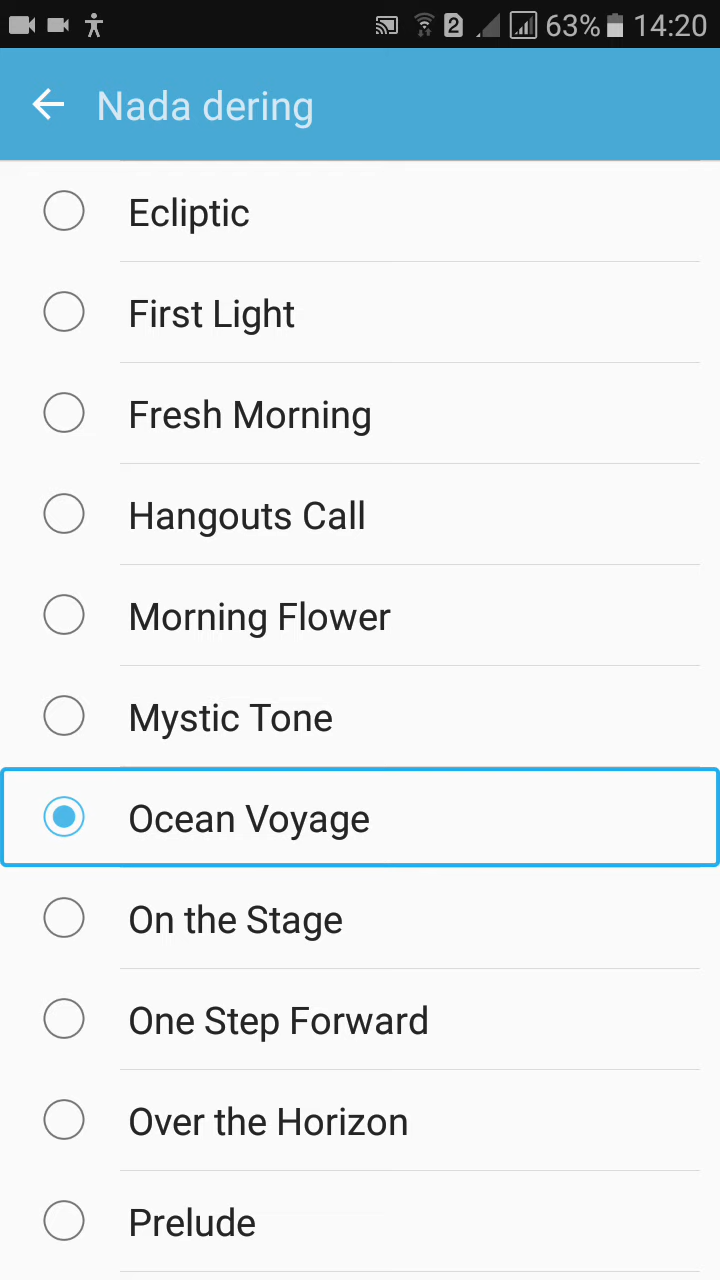 2 63% 14:20
Nada dering
Ecliptic
First Light
Fresh Morning
Hangouts Call
Morning Flower
Mystic Tone
Ocean Voyage
On the Stage
One Step Forward
Over the Horizon
Prelude